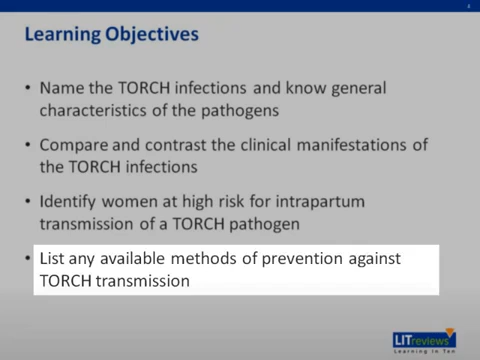 2
Learning Objectives
• Name the TORCH infections and know general
characteristics of the pathogens
• Compare and contrast the clinical manifestations of
the TORCH infections
• Identify women at high risk for intrapartum
transmission of a TORCH pathogen
• List any available methods of prevention against
TORCH transmission
LITreviews
Learning in Ten